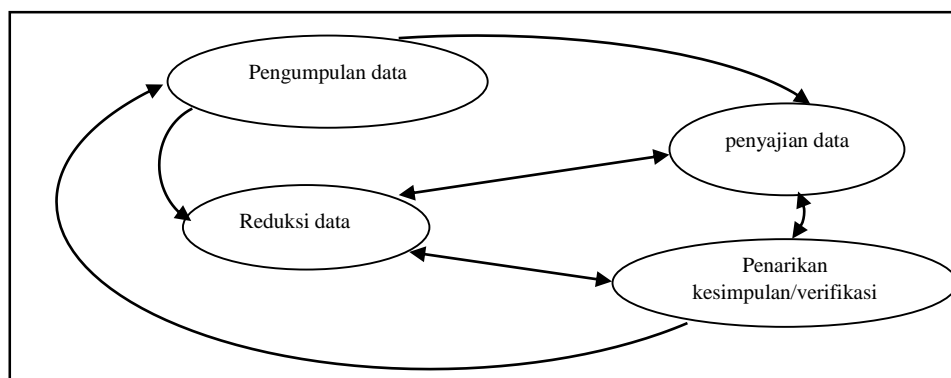 Pengumpulan data
penyajian data
Reduksi data
Penarikan
kesimpulan/verifikasi